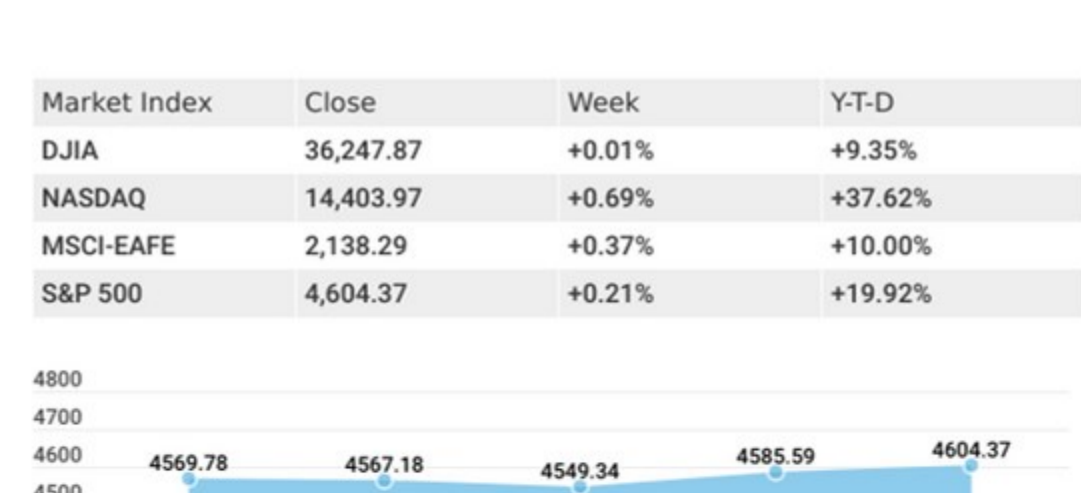 Market Index Close Week Y-T-D
DJIA 36,247.87 +0.01% +9.35%
NASDAQ 14,403.97 +0.69% +37.62%
MSCI-EAFE 2,138.29 +0.37% +10.00%
S&P 500 4,604.37 +0.21% +19.92%
4800
4700
4600 4569.78 4567.18 4549.34 4585.59 4604.37
4500